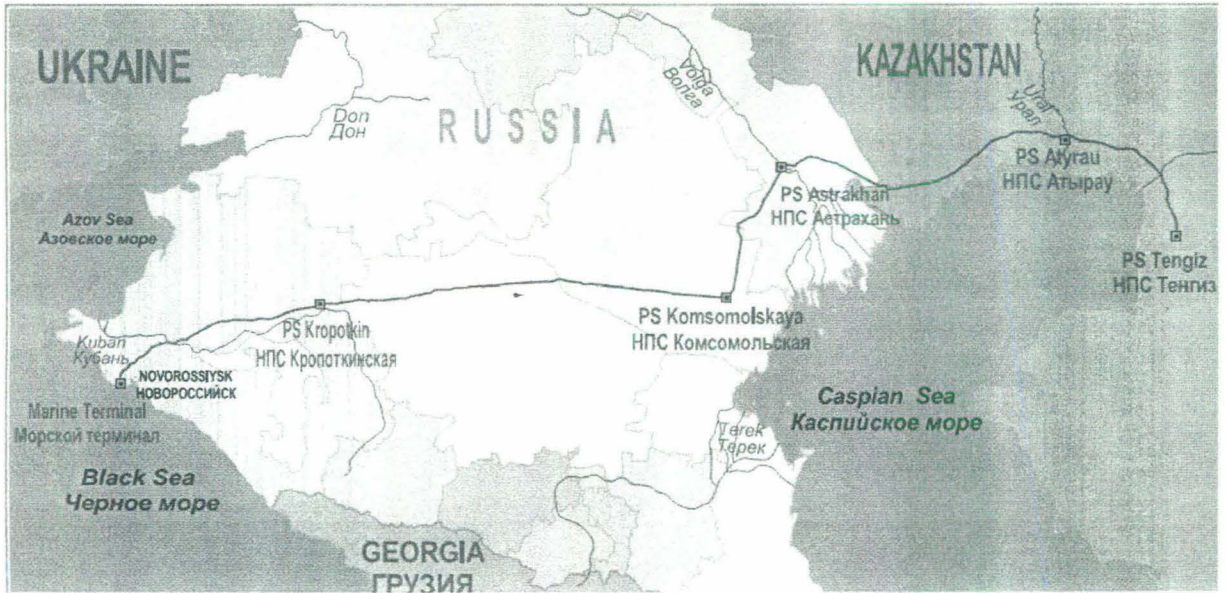 UKRAINE
KAZAKHSTAN
RUSSIA
Don
Дон
Volga
Волга
Ural
Урал
PS Atyrau
НПС Атырау
PS Astrakhan
НПС Астрахань
PS Tengiz
НПС Тенгиз
Azov Sea
Азовское море
PS Komsomolskaya
НПС Комсомольская
PS Kropotkin
НПС Кропоткинская
Kuban
Кубань
NOVOROSSIYSK
НОВОРОССИЙСК
Marine Terminal
Морской терминал
Caspian Sea
Каспийское море
Terek
Терек
Black Sea
Черное море
GEORGIA
ГРУЗИЯ